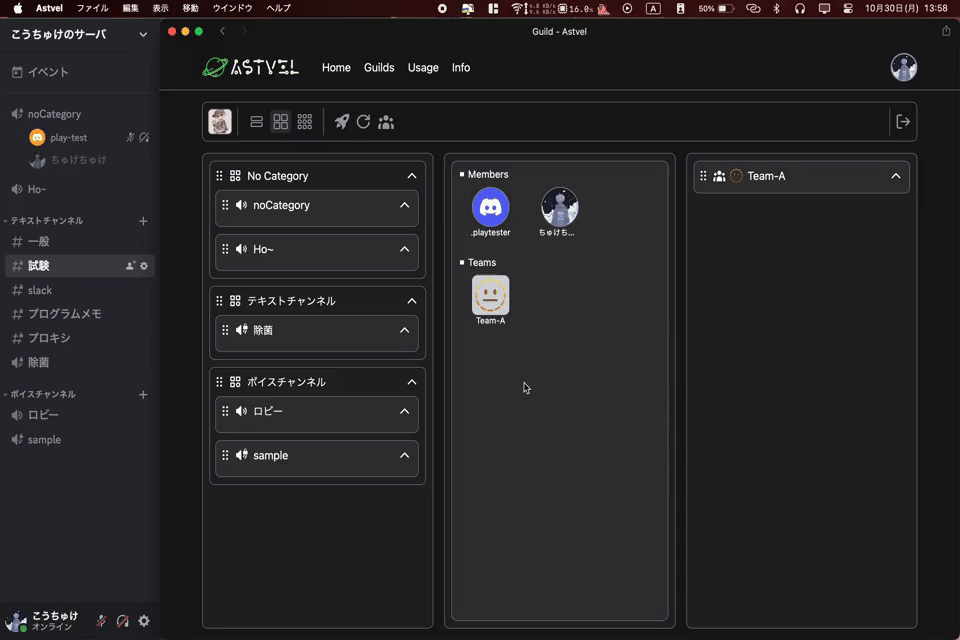 Astvel ファイル 編集 表示 移動 ウインドウ ヘルプ
4.8 KB/s
9.6 KB/s
16.0%
A
50%
10月30日(月) 13:58
こうちゅけのサーバ
Guild - Astvel
イベント
noCategory
play-test
ちゅけちゅけ
Ho~
テキストチャンネル
一般
試験
slack
プログラムメモ
プロキシ
除菌
ボイスチャンネル
ロビー
sample
こうちゅけ
オンライン
ASTVEL
Home Guilds Usage Info
No Category
noCategory
Ho~
テキストチャンネル
除菌
ボイスチャンネル
ロビー
sample
Members
.playtester
ちゅけち...
Teams
Team-A
Team-A